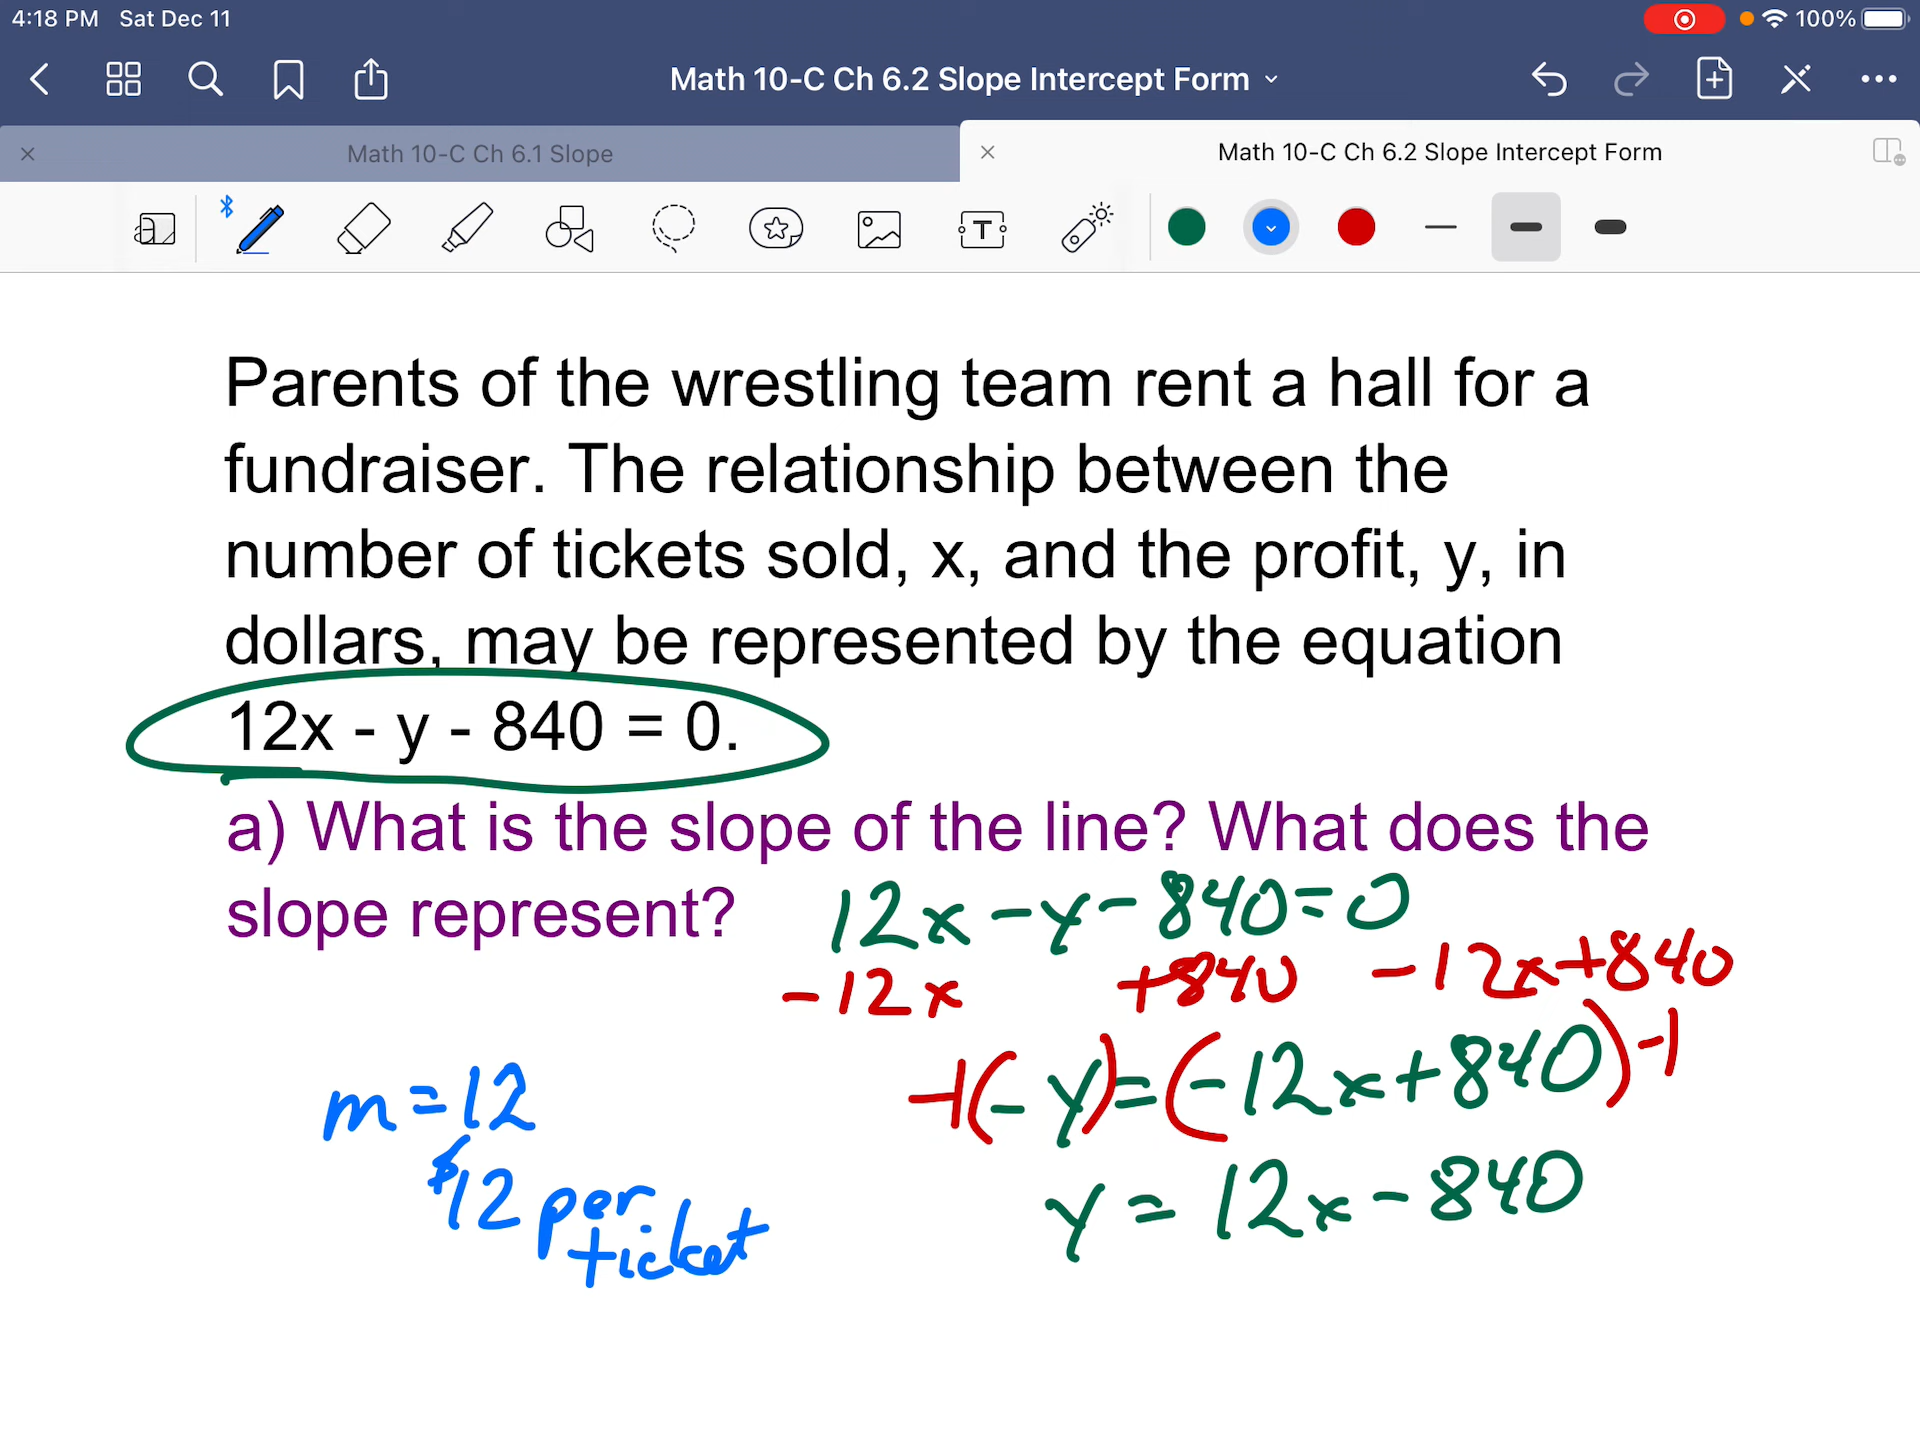 4:18 PM Sat Dec 11
100%
Math 10-C Ch 6.2 Slope Intercept Form
Math 10-C Ch 6.1 Slope
Math 10-C Ch 6.2 Slope Intercept Form
Parents of the wrestling team rent a hall for a
fundraiser. The relationship between the
number of tickets sold, x, and the profit, y, in
dollars, may be represented by the equation
12x - y - 840 = 0.
a) What is the slope of the line? What does the
slope represent?
12x - y - 840 = 0
-12x +840 -12x+840
-1(-y)=(-12x+840)-1
y = 12x - 840
m=12
$12 per
ticket